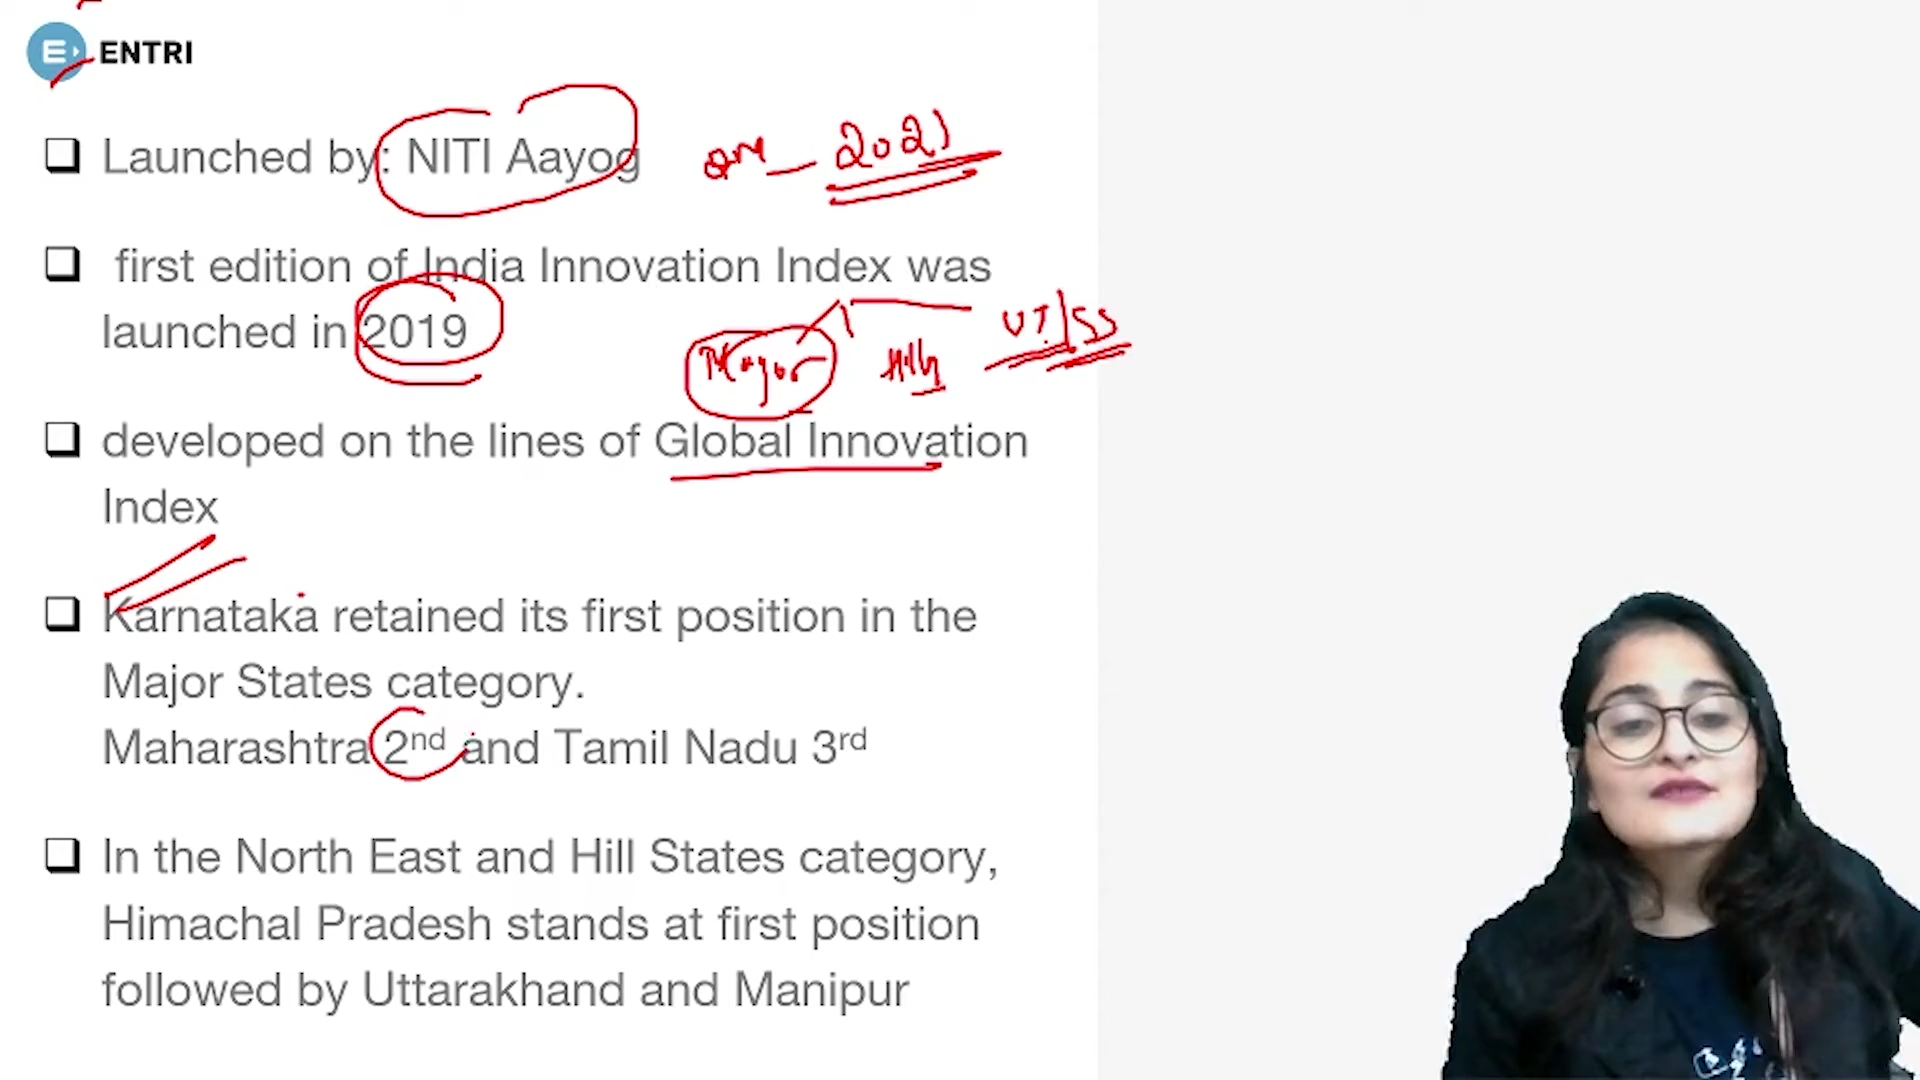 ENTRI
Launched by: NITI Aayog
2021
first edition of India Innovation Index was
launched in 2019
Major
Hilly
UT/SS
developed on the lines of Global Innovation
Index
Karnataka retained its first position in the
Major States category.
Maharashtra 2nd and Tamil Nadu 3rd
In the North East and Hill States category,
Himachal Pradesh stands at first position
followed by Uttarakhand and Manipur